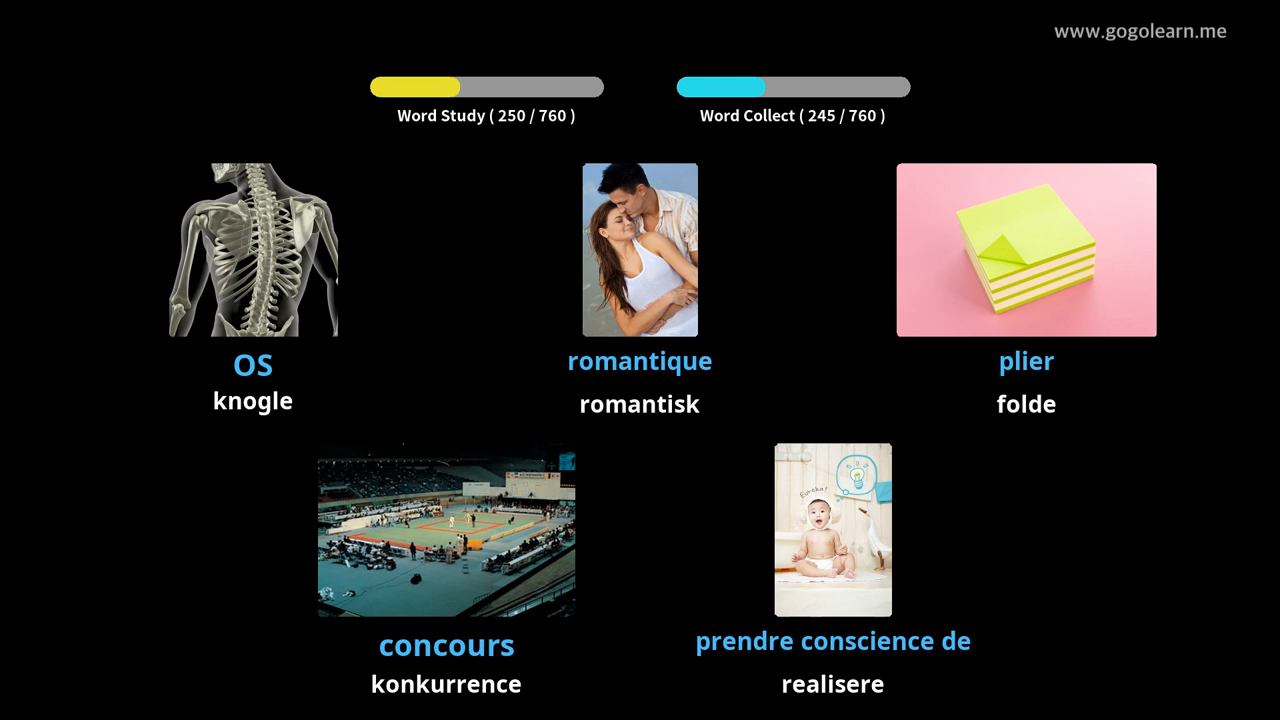 www.gogolearn.me
Word Study ( 250 / 760 )
Word Collect ( 245 / 760 )
os
knogle
romantique
romantisk
plier
folde
Eureka!
concours
konkurrence
prendre conscience de
realisere